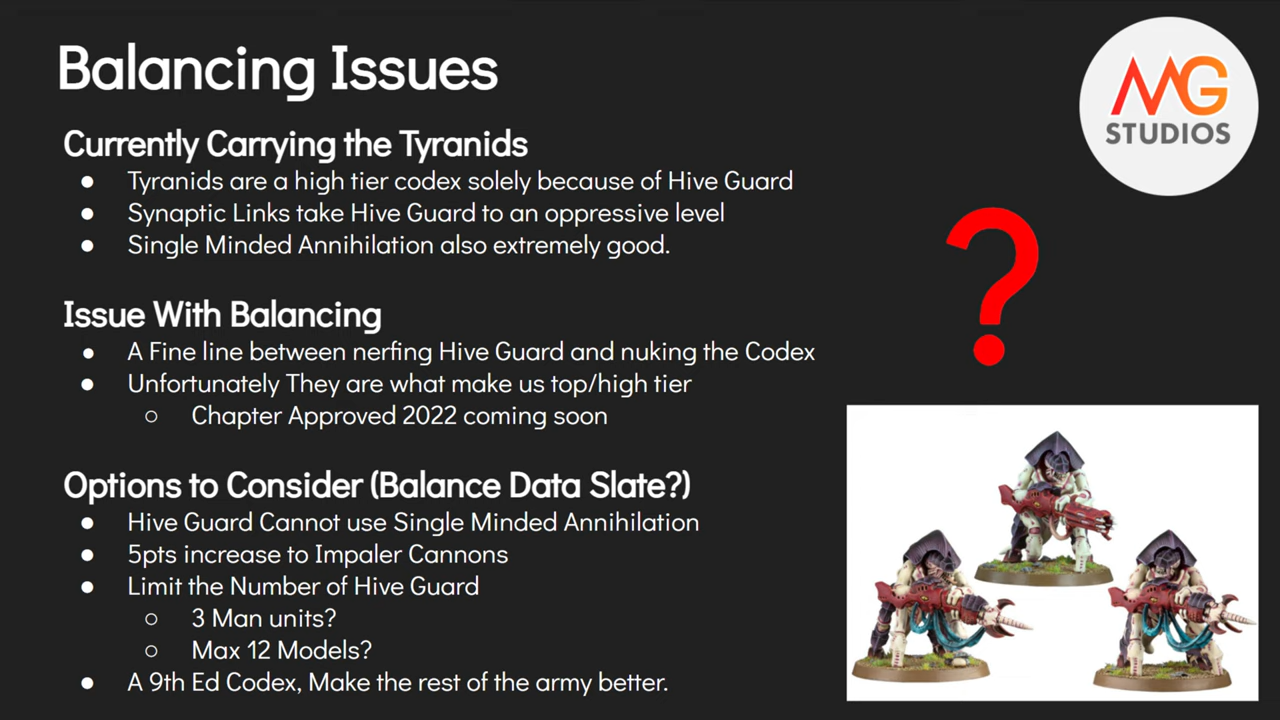 Balancing Issues
MG
STUDIOS
Currently Carrying the Tyranids
● Tyranids are a high tier codex solely because of Hive Guard
● Synaptic Links take Hive Guard to an oppressive level
● Single Minded Annihilation also extremely good.
?
Issue With Balancing
● A Fine line between nerfing Hive Guard and nuking the Codex
● Unfortunately They are what make us top/high tier
○ Chapter Approved 2022 coming soon
Options to Consider (Balance Data Slate?)
● Hive Guard Cannot use Single Minded Annihilation
● 5pts increase to Impaler Cannons
● Limit the Number of Hive Guard
○ 3 Man units?
○ Max 12 Models?
● A 9th Ed Codex, Make the rest of the army better.